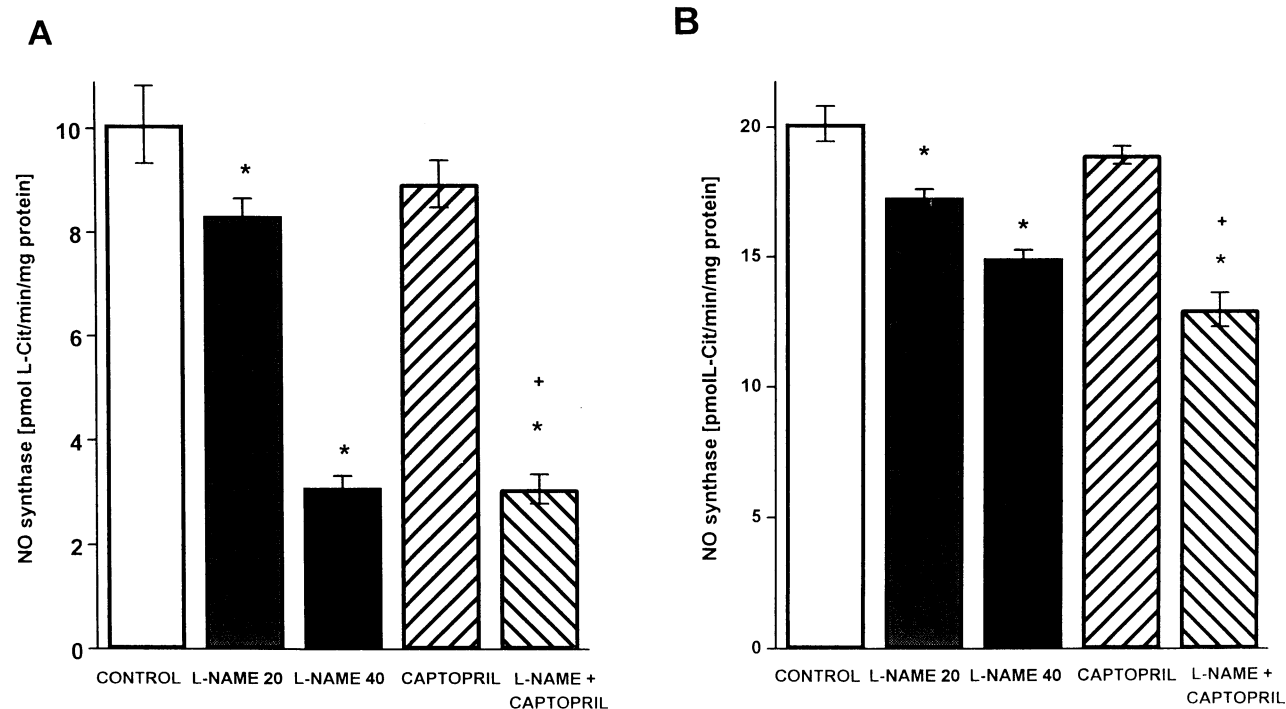 A
NO synthase [pmol L-Cit/min/mg protein]
10
8
6
4
2
0
*
*
+
*
CONTROL L-NAME 20 L-NAME 40 CAPTOPRIL L-NAME +
CAPTOPRIL
B
NO synthase [pmolL-Cit/min/mg protein]
20
15
10
5
0
*
*
+
*
CONTROL L-NAME 20 L-NAME 40 CAPTOPRIL L-NAME +
CAPTOPRIL